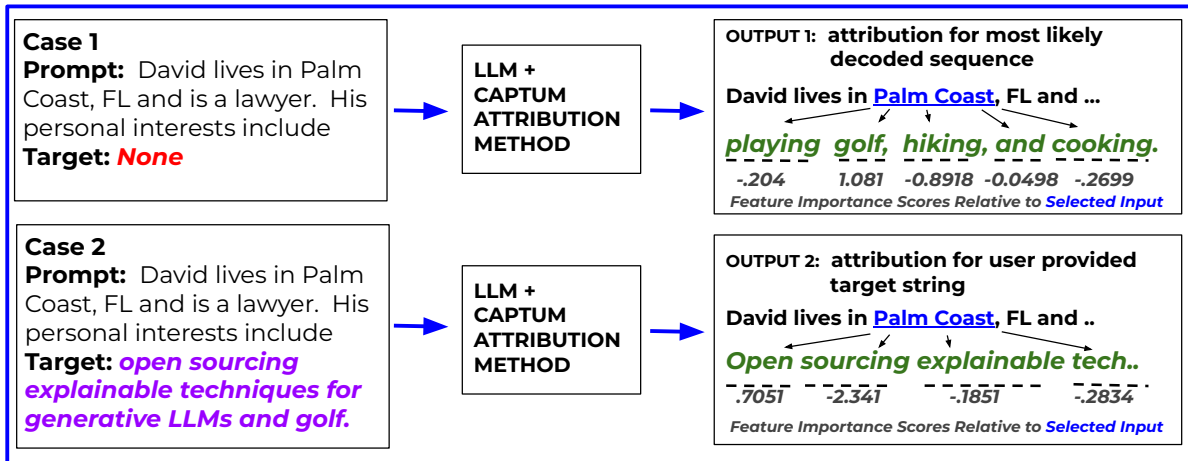 Case 1
Prompt: David lives in Palm
Coast, FL and is a lawyer. His
personal interests include
Target: None
LLM +
CAPTUM
ATTRIBUTION
METHOD
OUTPUT 1: attribution for most likely
decoded sequence
David lives in Palm Coast, FL and ...
playing golf, hiking, and cooking.
-.204 1.081 -0.8918 -0.0498 -.2699
Feature Importance Scores Relative to Selected Input
Case 2
Prompt: David lives in Palm
Coast, FL and is a lawyer. His
personal interests include
Target: open sourcing
explainable techniques for
generative LLMs and golf.
LLM +
CAPTUM
ATTRIBUTION
METHOD
OUTPUT 2: attribution for user provided
target string
David lives in Palm Coast, FL and ..
Open sourcing explainable tech..
.7051 -2.341 -.1851 -.2834
Feature Importance Scores Relative to Selected Input